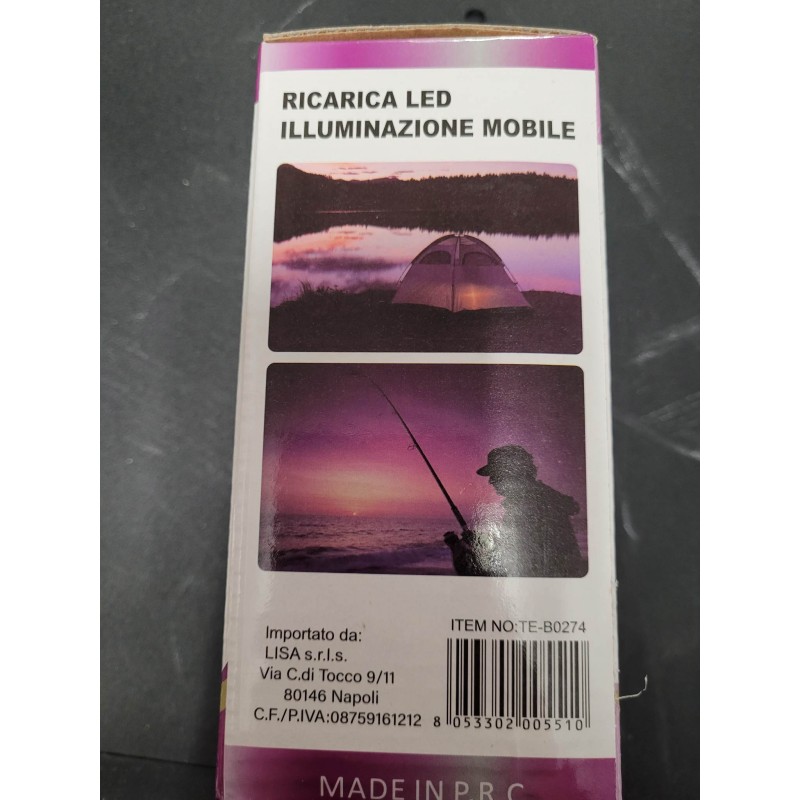 RICARICA LED
ILLUMINAZIONE MOBILE
ITEM NO:TE-B0274
Importato da:
LISA s.r.l.s.
Via C.di Tocco 9/11
80146 Napoli
C.F./P.IVA:08759161212
8 053302 005510
MADE IN P.R.C